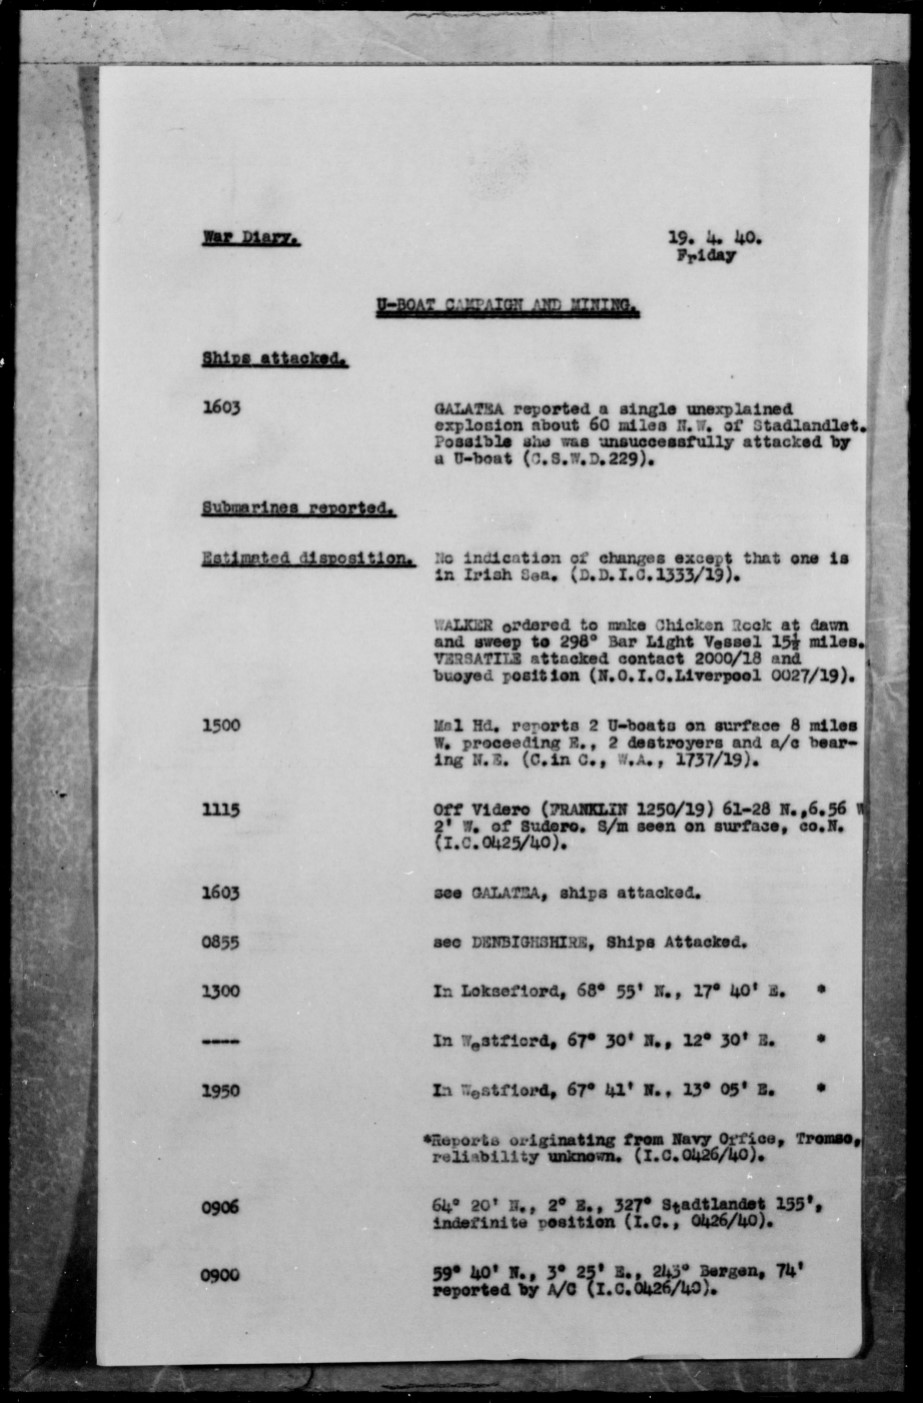 War Diary.
19. 4. 40.
Friday
U-BOAT CAMPAIGN AND MINING.
Ships attacked.
1603 GALATEA reported a single unexplained
explosion about 60 miles N.W. of Stadlandlet.
Possible she was unsuccessfully attacked by
a U-boat (C.S.W.D.229).
Submarines reported.
Estimated disposition. No indication of changes except that one is
in Irish Sea. (D.D.I.C.1333/19).
WALKER ordered to make Chicken Rock at dawn
and sweep to 298° Bar Light Vessel 15½ miles.
VERSATILE attacked contact 2000/18 and
buoyed position (N.O.I.C.Liverpool 0027/19).
1500 Mal Hd. reports 2 U-boats on surface 8 miles
W. proceeding E., 2 destroyers and a/c bear-
ing N.E. (C.in C., W.A., 1737/19).
1115 Off Videro (FRANKLIN 1250/19) 61-28 N.,6.56 W
2' W. of Sudero. S/m seen on surface, co.N.
(I.C.0425/40).
1603 see GALATEA, ships attacked.
0855 see DENBIGHSHIRE, Ships Attacked.
1300 In Loksefiord, 68° 55' N., 17° 40' E. *
---- In Westfiord, 67° 30' N., 12° 30' E. *
1950 In Westfiord, 67° 41' N., 13° 05' E. *
*Reports originating from Navy Office, Tromso,
reliability unknown. (I.C.0426/40).
0906 64° 20' N., 2° E., 327° Stadtlandet 155',
indefinite position (I.C., 0426/40).
0900 59° 40' N., 3° 25' E., 243° Bergen, 74'
reported by A/C (I.C.0426/40).